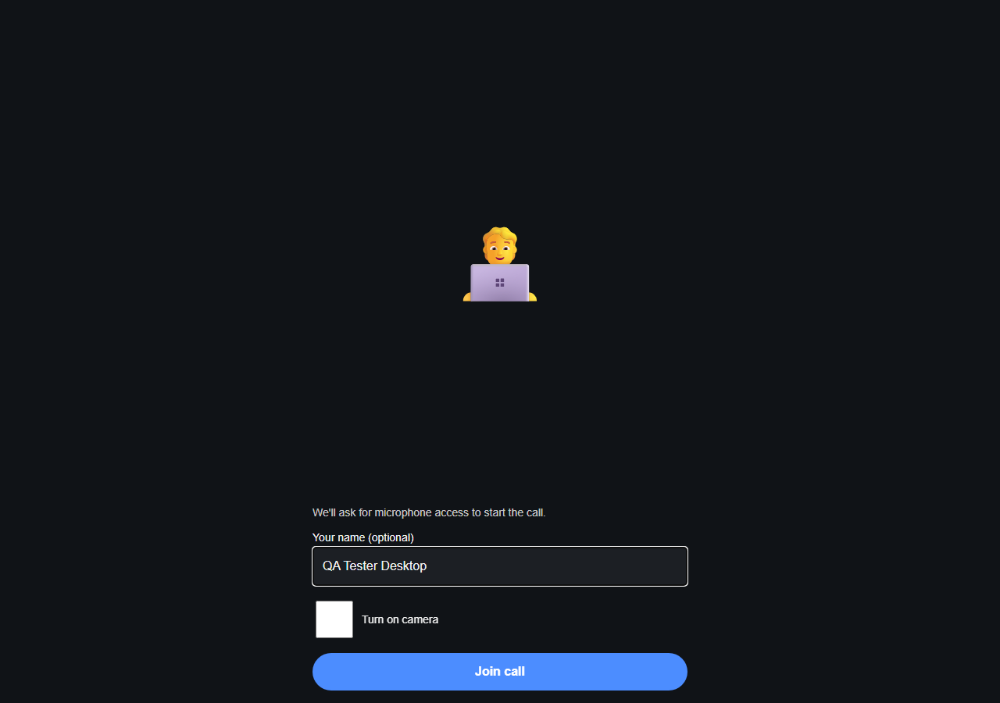 We'll ask for microphone access to start the call.
Your name (optional)
QA Tester Desktop
Turn on camera
Join call